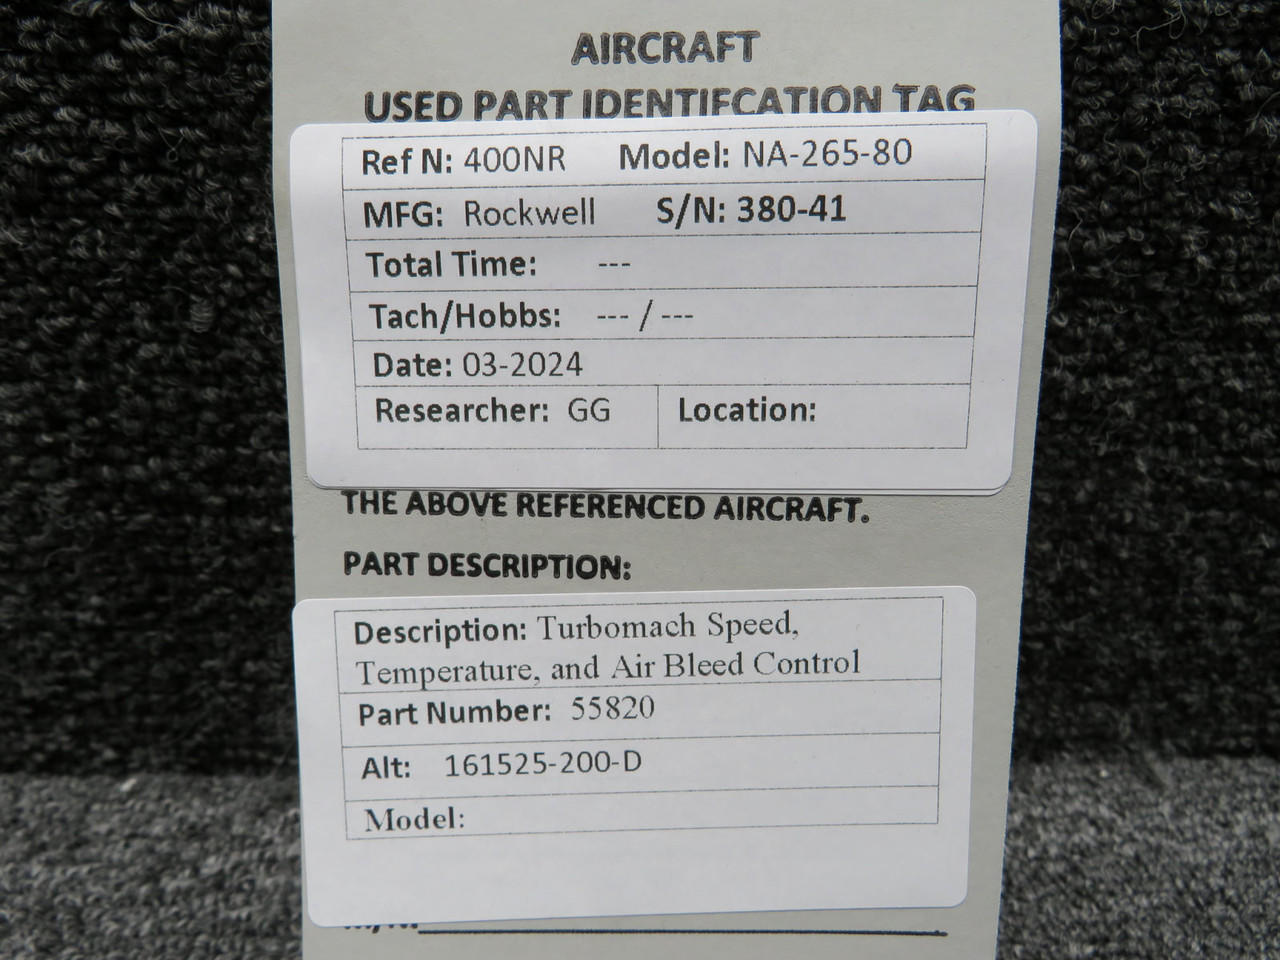 AIRCRAFT
USED PART IDENTIFCATION TAG
Ref N: 400NR Model: NA-265-80
MFG: Rockwell S/N: 380-41
Total Time: ---
Tach/Hobbs: --- / ---
Date: 03-2024
Researcher: GG Location:
THE ABOVE REFERENCED AIRCRAFT.
PART DESCRIPTION:
Description: Turbomach Speed,
Temperature, and Air Bleed Control
Part Number: 55820
Alt: 161525-200-D
Model: